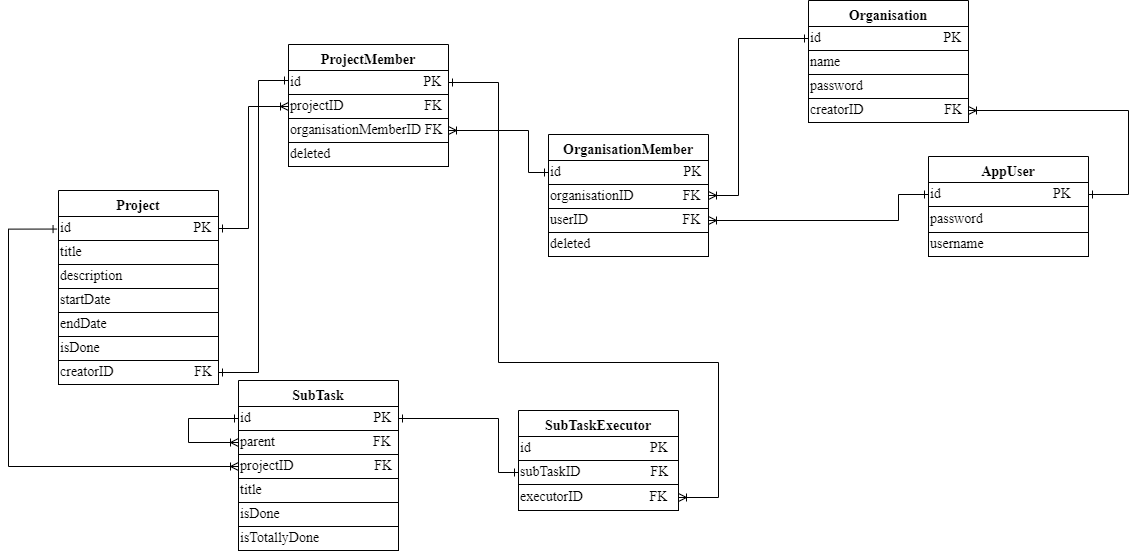 Organisation
id PK
name
password
creatorID FK
ProjectMember
id PK
projectID FK
organisationMemberID FK
deleted
OrganisationMember
id PK
organisationID FK
userID FK
deleted
AppUser
id PK
password
username
Project
id PK
title
description
startDate
endDate
isDone
creatorID FK
SubTask
id PK
parent FK
projectID FK
title
isDone
isTotallyDone
SubTaskExecutor
id PK
subTaskID FK
executorID FK